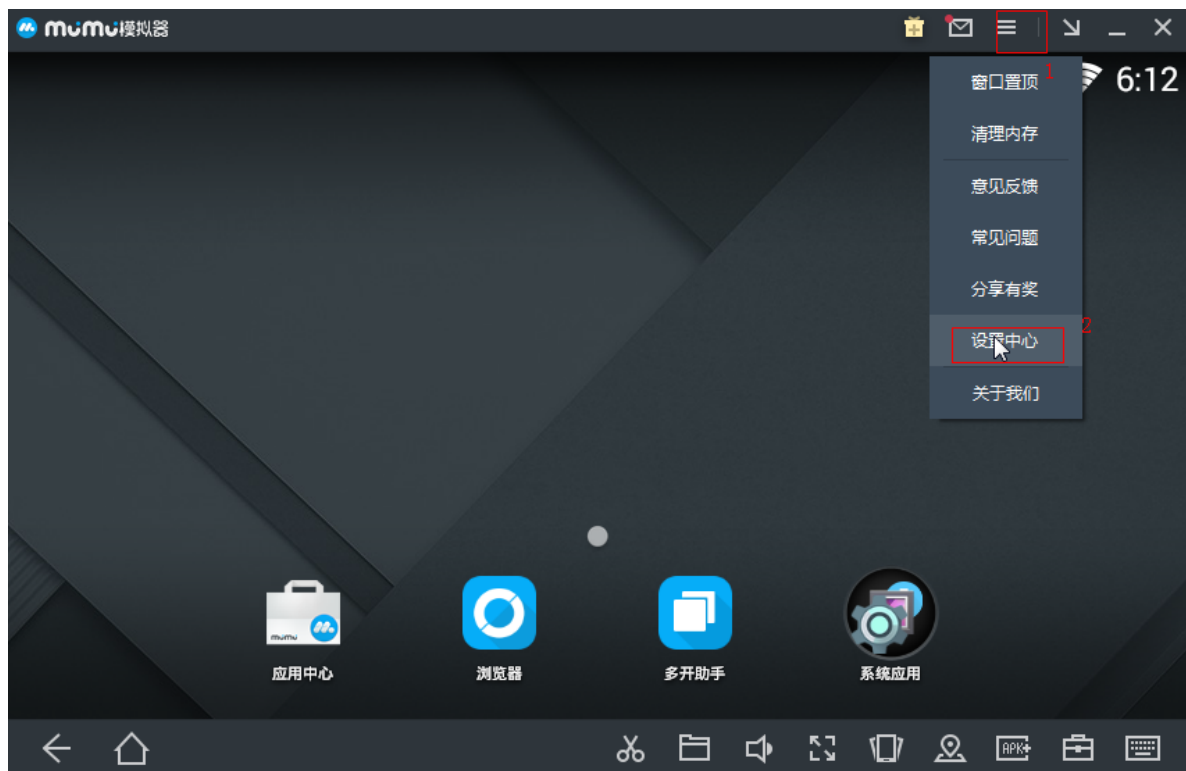 mumu模拟器
窗口置顶
1
6:12
清理内存
意见反馈
常见问题
分享有奖
设置中心
2
关于我们
mumu
应用中心
浏览器
多开助手
系统应用
APK+